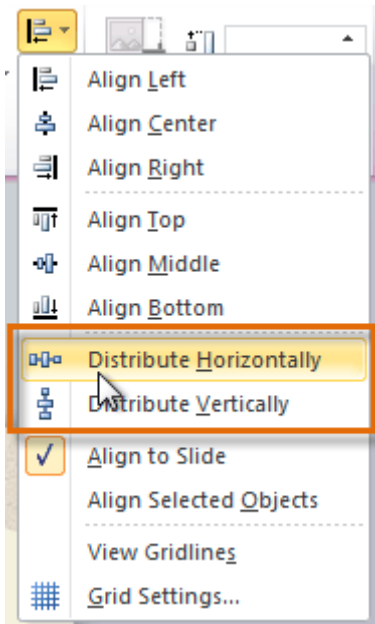 Align Left
Align Center
Align Right
Align Top
Align Middle
Align Bottom
Distribute Horizontally
Distribute Vertically
Align to Slide
Align Selected Objects
View Gridlines
Grid Settings...